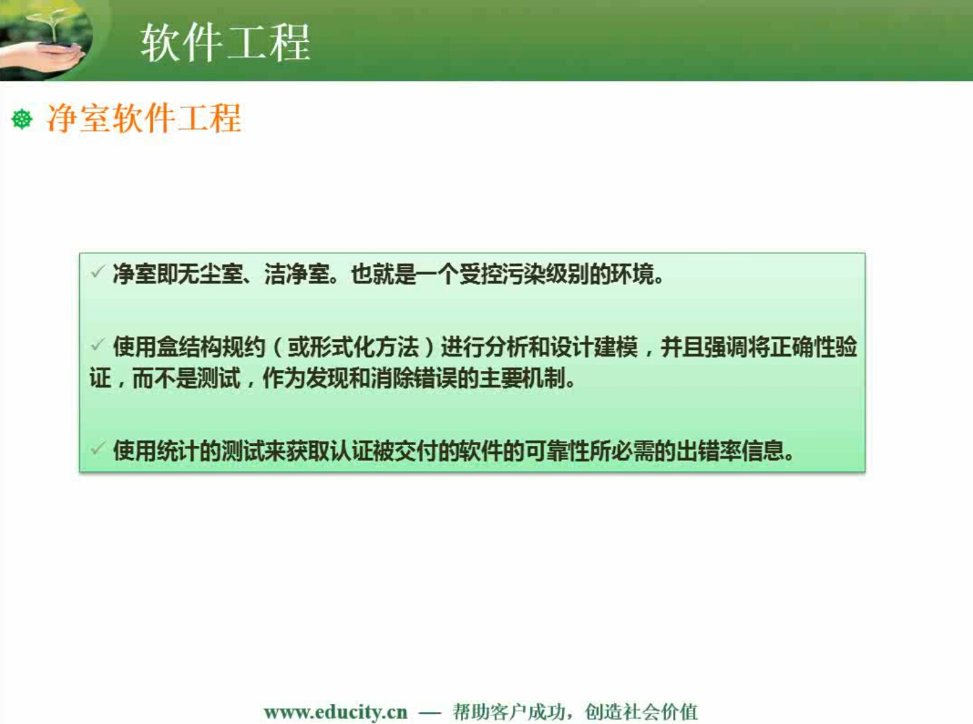 软件工程
净室软件工程
✓ 净室即无尘室、洁净室。也就是一个受控污染级别的环境。
✓ 使用盒结构规约（或形式化方法）进行分析和设计建模，并且强调将正确性验
证，而不是测试，作为发现和消除错误的主要机制。
✓ 使用统计的测试来获取认证被交付的软件的可靠性所必需的出错率信息。
www.educity.cn — 帮助客户成功，创造社会价值